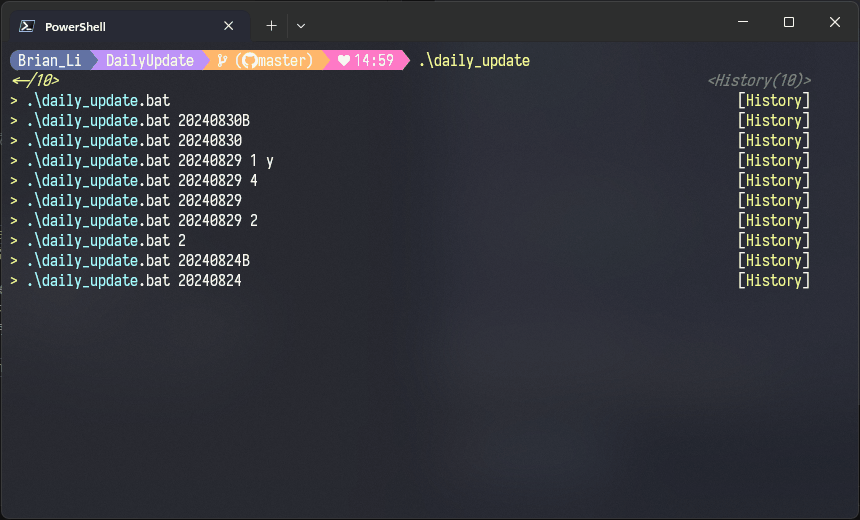 PowerShell
Brian_Li DailyUpdate (master) 14:59 .\daily_update
<-/10> <History(10)>
> .\daily_update.bat [History]
> .\daily_update.bat 20240830B [History]
> .\daily_update.bat 20240830 [History]
> .\daily_update.bat 20240829 1 y [History]
> .\daily_update.bat 20240829 4 [History]
> .\daily_update.bat 20240829 [History]
> .\daily_update.bat 20240829 2 [History]
> .\daily_update.bat 2 [History]
> .\daily_update.bat 20240824B [History]
> .\daily_update.bat 20240824 [History]